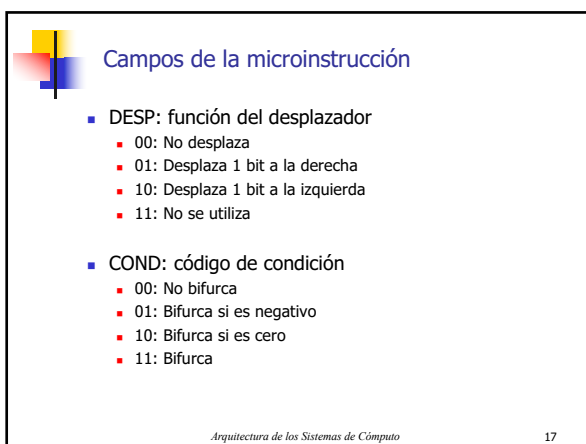 Campos de la microinstrucción
DESP: función del desplazador
00: No desplaza
01: Desplaza 1 bit a la derecha
10: Desplaza 1 bit a la izquierda
11: No se utiliza
COND: código de condición
00: No bifurca
01: Bifurca si es negativo
10: Bifurca si es cero
11: Bifurca
Arquitectura de los Sistemas de Cómputo 17